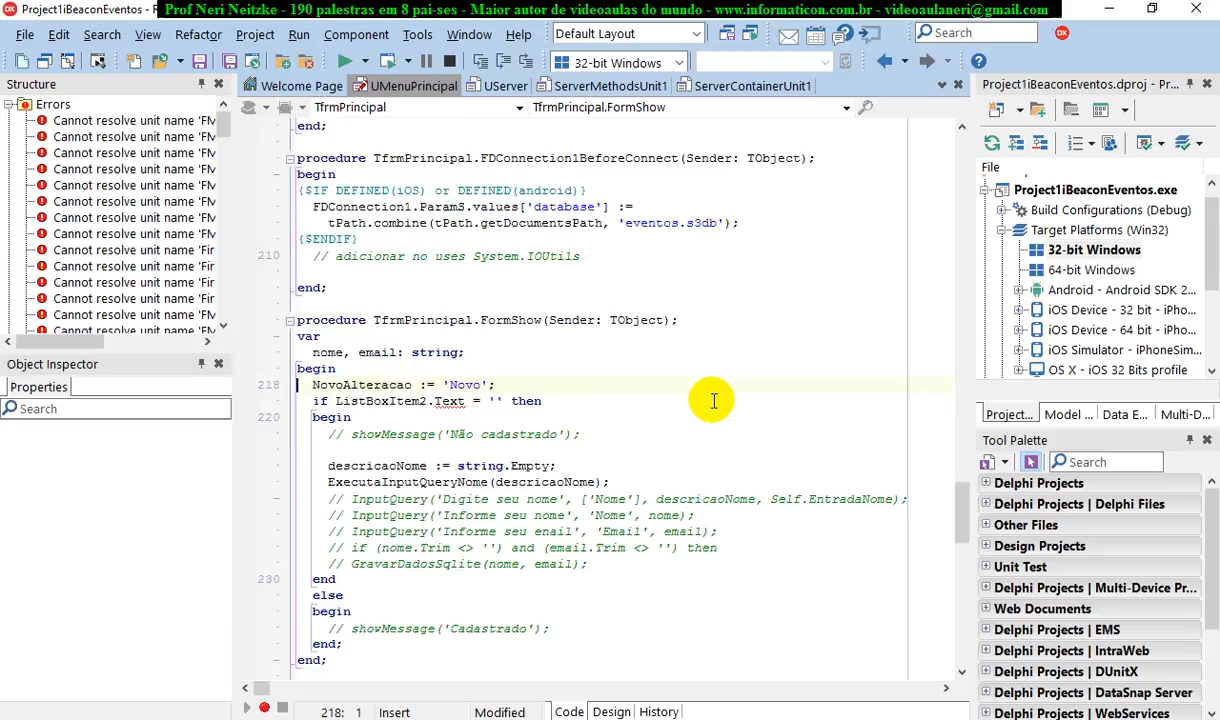 Prof Neri Neitzke - 190 palestras em 8 pai-ses - Maior autor de videoaulas do mundo - www.informaticon.com.br - videoaulaneri@gmail.com
Project1iBeaconEventos - R
File Edit Search View Refactor Project Run Component Tools Window Help
Default Layout
Search
32-bit Windows
Structure
Errors
Cannot resolve unit name 'FM
Cannot resolve unit name 'FM
Cannot resolve unit name 'FM
Cannot resolve unit name 'FM
Cannot resolve unit name 'FM
Cannot resolve unit name 'FM
Cannot resolve unit name 'FM
Cannot resolve unit name 'FM
Cannot resolve unit name 'Fir
Cannot resolve unit name 'Fir
Cannot resolve unit name 'Fir
Cannot resolve unit name 'Fir
Cannot resolve unit name 'Fir
Object Inspector
Properties
Search
Welcome Page UMenuPrincipal UServer ServerMethodsUnit1 ServerContainerUnit1
TfrmPrincipal TfrmPrincipal.FormShow
end;
procedure TfrmPrincipal.FDConnection1BeforeConnect(Sender: TObject);
begin
{$IF DEFINED(iOS) or DEFINED(android)}
FDConnection1.ParamS.values['database'] :=
tPath.combine(tPath.getDocumentsPath, 'eventos.s3db');
{$ENDIF}
210 // adicionar no uses System.IOUtils
end;
procedure TfrmPrincipal.FormShow(Sender: TObject);
var
nome, email: string;
begin
218 NovoAlteracao := 'Novo';
if ListBoxItem2.Text = '' then
220 begin
// showMessage('Não cadastrado');
descricaoNome := string.Empty;
ExecutaInputQueryNome(descricaoNome);
// InputQuery('Digite seu nome', ['Nome'], descricaoNome, Self.EntradaNome);
// InputQuery('Informe seu nome', 'Nome', nome);
// InputQuery('Informe seu enail', 'Email', email);
// if (nome.Trim <> '') and (email.Trim <> '') then
// GravarDadosSqlite(nome, email);
230 end
else
begin
// showMessage('Cadastrado');
end;
end;
218: 1 Insert Modified Code Design History
Project1iBeaconEventos.dproj - Pr...
File
Project1iBeaconEventos.exe
Build Configurations (Debug)
Target Platforms (Win32)
32-bit Windows
64-bit Windows
Android - Android SDK 2...
iOS Device - 32 bit - iPho...
iOS Device - 64 bit - iPho...
iOS Simulator - iPhoneSim...
OS X - iOS 32 Bits profile
Project... Model ... Data E... Multi-D...
Tool Palette
Search
Delphi Projects
Delphi Projects | Delphi Files
Other Files
Design Projects
Unit Test
Delphi Projects | Multi-Device Pr...
Web Documents
Delphi Projects | EMS
Delphi Projects | IntraWeb
Delphi Projects | DUnitX
Delphi Projects | DataSnap Server
Delphi Projects | WebServices